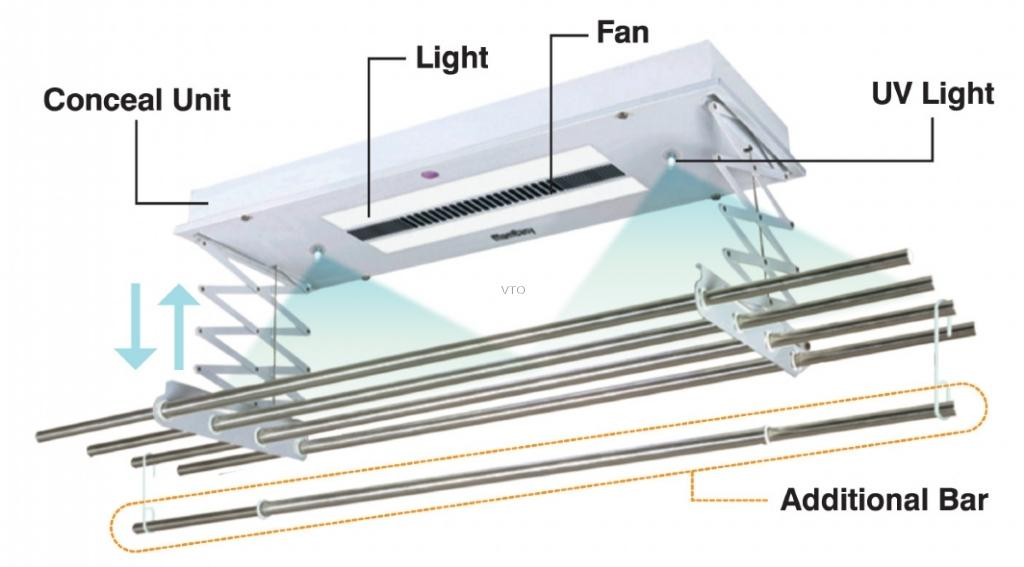 Fan
Light
Conceal Unit
UV Light
VTO
Additional Bar